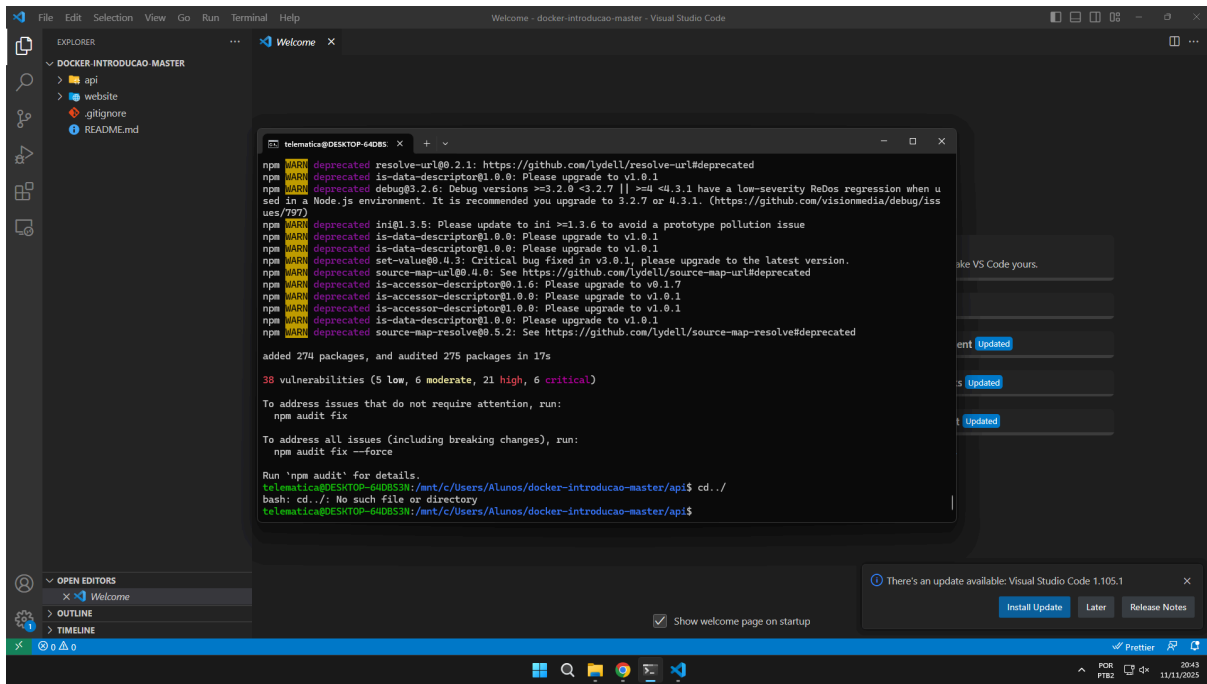 File Edit Selection View Go Run Terminal Help
Welcome - docker-introducao-master - Visual Studio Code
EXPLORER
Welcome
DOCKER-INTRODUCAO-MASTER
api
website
.gitignore
README.md
telematica@DESKTOP-64DBS:
npm WARN deprecated resolve-url@0.2.1: https://github.com/lydell/resolve-url#deprecated
npm WARN deprecated is-data-descriptor@1.0.0: Please upgrade to v1.0.1
npm WARN deprecated debug@3.2.6: Debug versions >=3.2.0 <3.2.7 || >=4 <4.3.1 have a low-severity ReDos regression when u
sed in a Node.js environment. It is recommended you upgrade to 3.2.7 or 4.3.1. (https://github.com/visionmedia/debug/iss
ues/797)
npm WARN deprecated ini@1.3.5: Please update to ini >=1.3.6 to avoid a prototype pollution issue
npm WARN deprecated is-data-descriptor@1.0.0: Please upgrade to v1.0.1
npm WARN deprecated is-data-descriptor@1.0.0: Please upgrade to v1.0.1
npm WARN deprecated set-value@0.4.3: Critical bug fixed in v3.0.1, please upgrade to the latest version.
npm WARN deprecated source-map-url@0.4.0: See https://github.com/lydell/source-map-url#deprecated
npm WARN deprecated is-accessor-descriptor@0.1.6: Please upgrade to v0.1.7
npm WARN deprecated is-accessor-descriptor@1.0.0: Please upgrade to v1.0.1
npm WARN deprecated is-accessor-descriptor@1.0.0: Please upgrade to v1.0.1
npm WARN deprecated is-data-descriptor@1.0.0: Please upgrade to v1.0.1
npm WARN deprecated source-map-resolve@0.5.2: See https://github.com/lydell/source-map-resolve#deprecated
added 274 packages, and audited 275 packages in 17s
38 vulnerabilities (5 low, 6 moderate, 21 high, 6 critical)
To address issues that do not require attention, run:
npm audit fix
To address all issues (including breaking changes), run:
npm audit fix --force
Run `npm audit` for details.
telematica@DESKTOP-64DBS3N:/mnt/c/Users/Alunos/docker-introducao-master/api$ cd../
bash: cd../: No such file or directory
telematica@DESKTOP-64DBS3N:/mnt/c/Users/Alunos/docker-introducao-master/api$
ake VS Code yours.
ent Updated
s Updated
t Updated
OPEN EDITORS
Welcome
OUTLINE
TIMELINE
Show welcome page on startup
There's an update available: Visual Studio Code 1.105.1
Install Update
Later
Release Notes
1
0 0
Prettier
POR
PTB2
20:43
11/11/2025